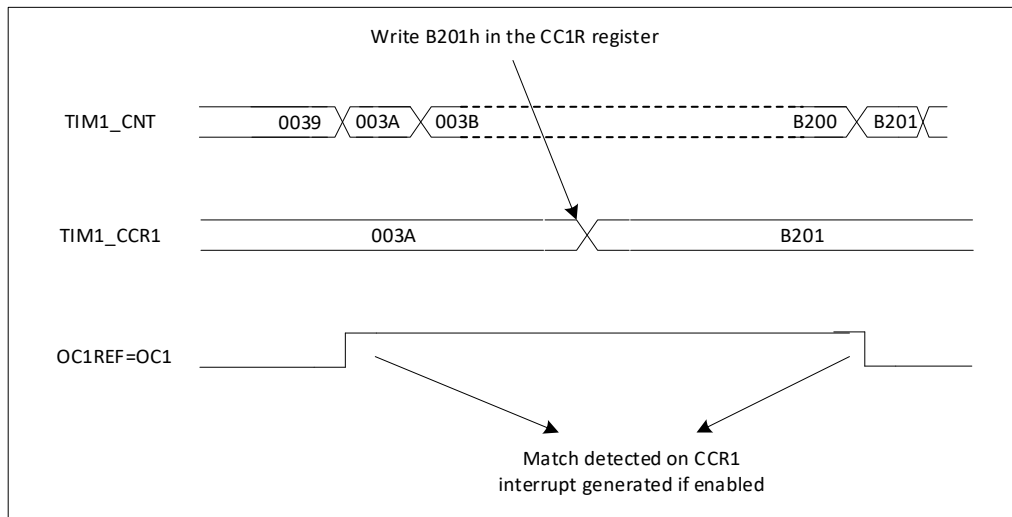 Write B201h in the CC1R register
TIM1_CNT 0039 003A 003B B200 B201
TIM1_CCR1 003A B201
OC1REF=OC1
Match detected on CCR1
interrupt generated if enabled